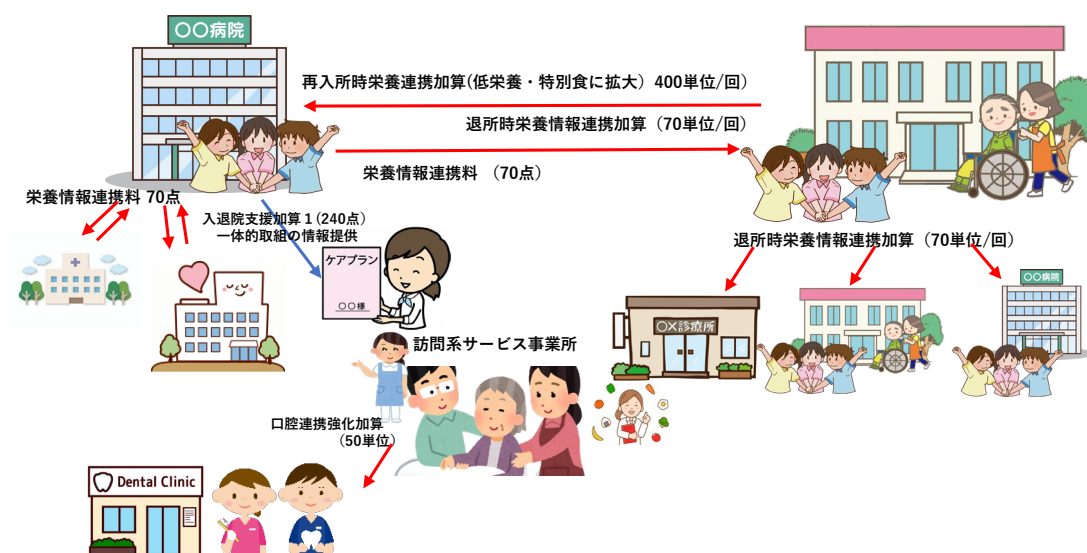 〇〇病院
再入所時栄養連携加算(低栄養・特別食に拡大）400単位/回）
退所時栄養情報連携加算（70単位/回）
栄養情報連携料 （70点）
栄養情報連携料 70点
入退院支援加算１(240点）
一体的取組の情報提供
ケアプラン
〇〇様
訪問系サービス事業所
口腔連携強化加算
（50単位）
Dental Clinic
退所時栄養情報連携加算（70単位/回）
〇×診療所
〇〇病院